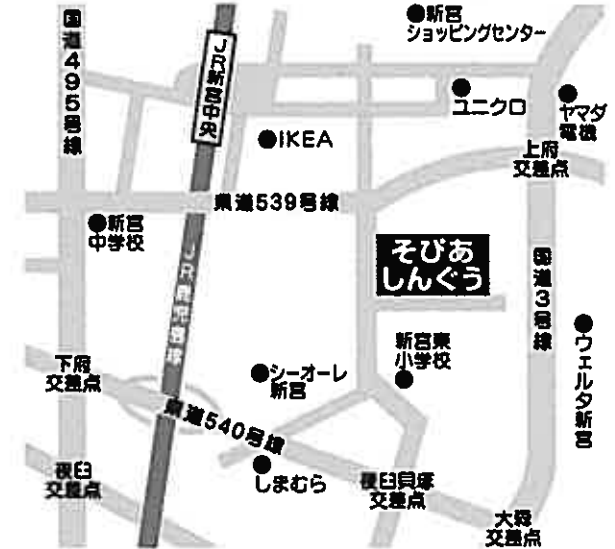 新宮
ショッピングセンター
国道495号線
JR新宮中央
ユニクロ
ヤマダ
電機
IKEA
上府
交差点
県道539号線
新宮
中学校
そぴあ
しんぐう
国道3号線
JR鹿児島線
新宮東
小学校
ウェルタ新宮
下府
交差点
シーオーレ
新宮
県道540号線
夜臼
交差点
しまむら
夜臼貝塚
交差点
大森
交差点